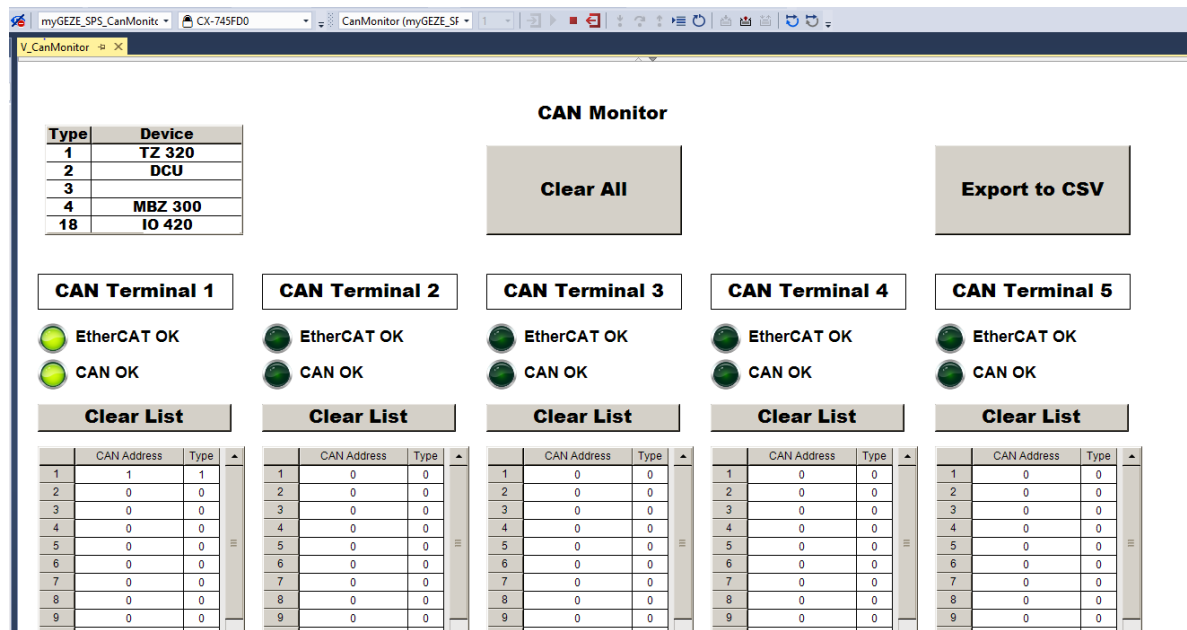 myGEZE_SPS_CanMonitc CX-745FD0 CanMonitor (myGEZE_SF 1
V_CanMonitor
CAN Monitor
Type Device
1 TZ 320
2 DCU
3
4 MBZ 300
18 IO 420
Clear All
Export to CSV
CAN Terminal 1 CAN Terminal 2 CAN Terminal 3 CAN Terminal 4 CAN Terminal 5
EtherCAT OK EtherCAT OK EtherCAT OK EtherCAT OK EtherCAT OK
CAN OK CAN OK CAN OK CAN OK CAN OK
Clear List Clear List Clear List Clear List Clear List
CAN Address Type CAN Address Type CAN Address Type CAN Address Type CAN Address Type
1 1 1 1 0 0 1 0 0 1 0 0 1 0 0
2 0 0 2 0 0 2 0 0 2 0 0 2 0 0
3 0 0 3 0 0 3 0 0 3 0 0 3 0 0
4 0 0 4 0 0 4 0 0 4 0 0 4 0 0
5 0 0 5 0 0 5 0 0 5 0 0 5 0 0
6 0 0 6 0 0 6 0 0 6 0 0 6 0 0
7 0 0 7 0 0 7 0 0 7 0 0 7 0 0
8 0 0 8 0 0 8 0 0 8 0 0 8 0 0
9 0 0 9 0 0 9 0 0 9 0 0 9 0 0